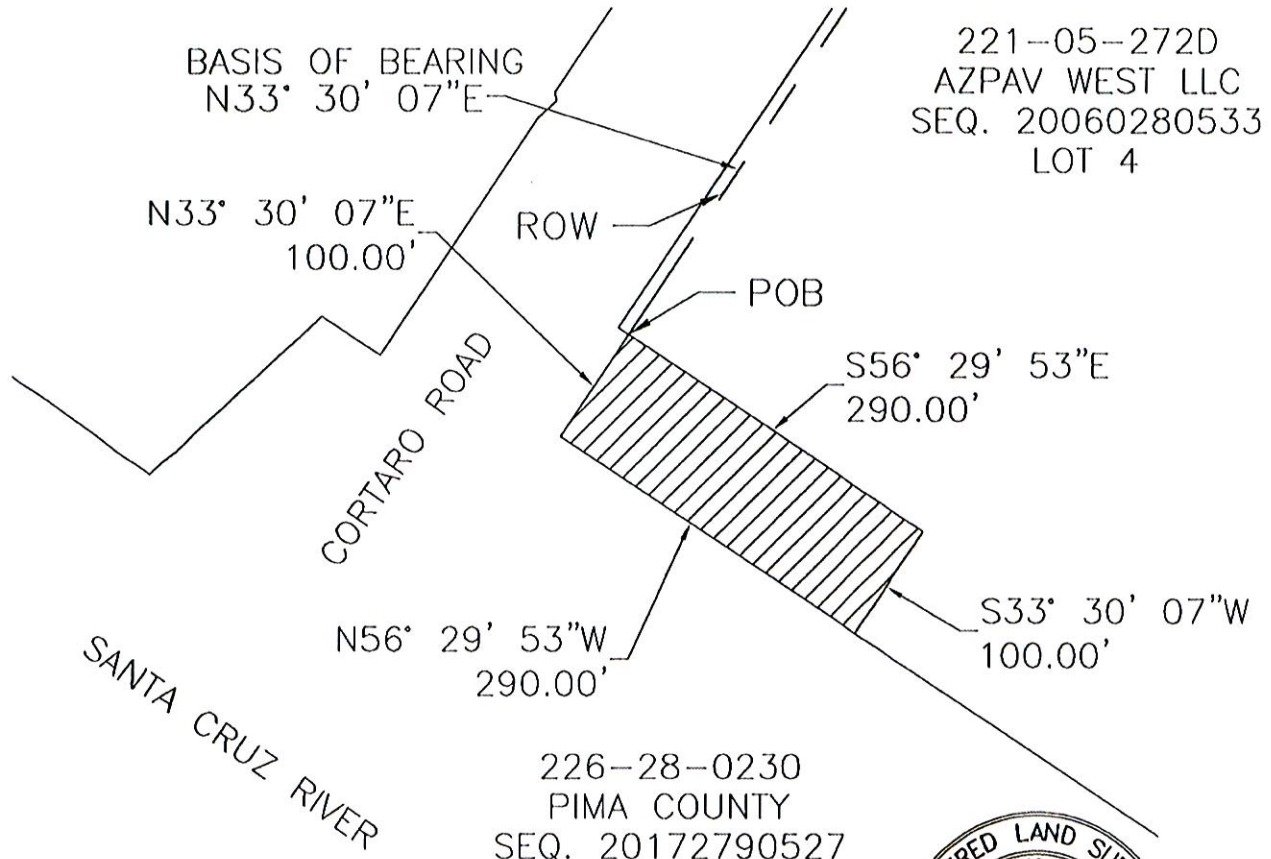 BASIS OF BEARING
N33° 30' 07"E
221-05-272D
AZPAV WEST LLC
SEQ. 20060280533
LOT 4
N33° 30' 07"E
100.00'
ROW
POB
CORTARO ROAD
S56° 29' 53"E
290.00'
S33° 30' 07"W
100.00'
N56° 29' 53"W
290.00'
SANTA CRUZ RIVER
226-28-0230
PIMA COUNTY
SEQ. 20172790527
LAND